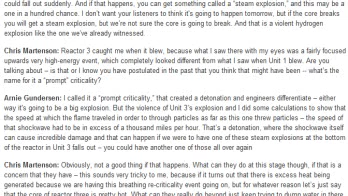 could fall out suddenly. And if that happens, you can get something called a “steam explosion,” and this may be a one
in a hundred chance. I don't want your listeners to think it's going to happen tomorrow, but if the core breaks
you will get a steam explosion, but we're not sure the core is going to break. And that is a violent hydrogen
explosion like the one we've already witnessed.
Chris Martenson: Reactor 3 caught me when it blew, because what I saw there with my eyes was a fairly focused
upwards very high-energy event, which completely looked different from what I saw when Unit 1 blew. Are you
talking about – is that or I know you have postulated in the past that you think that might have been -- what's the
name for it a “prompt” criticality?
Arnie Gundersen: I called it a “prompt criticality,” that created a detonation and engineers differentiate – either
way it's going to be a big explosion. But the violence of Unit 3's explosion and I did some calculations to show that
the speed at which the flame traveled in order to through particles as far as this one threw particles – the speed of
that shockwave had to be in excess of a thousand miles per hour. That's a detonation, where the shockwave itself
can cause incredible damage and that can happen if we were to have one of these steam explosions at the bottom
of the reactor in Unit 3 falls out – you could have another one of those all over again
Chris Martenson: Obviously, not a good thing if that happens. What can they do at this stage though, if that is a
concern that they have – this sounds very tricky to me, because if it turns out that there is excess heat being
generated because we are having this breathing re-criticality event going on, but for whatever reason let's just say
that the core of reactor three is pretty hot. What can they really do beyond just keep trying to dump water in there